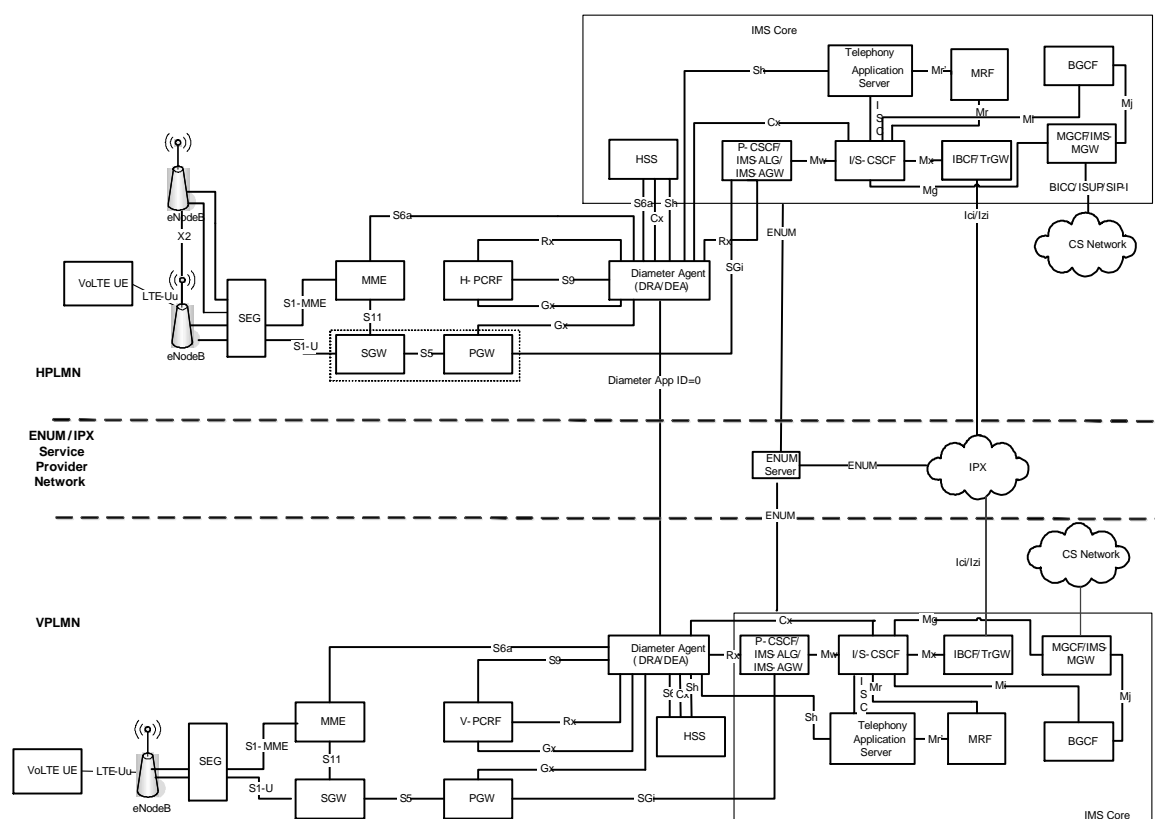 IMS Core
Telephony
Application
Server
Sh
Mr'
MRF
BGCF
I
S
C
Mr
Mi
Mj
Cx
HSS
P- CSCF/
IMS-ALG/
IMS-AGW
Mw
I/S-CSCF
Mx
IBCF/TrGW
MGCF/IMS-
MGW
Mg
BICC/ISUP/SIP-I
S6a
Cx
Sh
Ici/Izi
CS Network
eNodeB
S6a
ENUM
X2
Rx
Rx
SGi
VoLTE UE
LTE-Uu
SEG
S1-MME
MME
H- PCRF
S9
Diameter Agent
(DRA/DEA)
Gx
S11
Gx
eNodeB
S1-U
SGW
S5
PGW
HPLMN
Diameter App ID=0
ENUM/IPX
Service
Provider
Network
ENUM
Server
ENUM
IPX
ENUM
CS Network
Ici/Izi
VPLMN
Cx
Mg
S6a
Diameter Agent
(DRA/DEA)
Rx
P-CSCF/
IMS-ALG/
IMS-AGW
Mw
I/S-CSCF
Mx
IBCF/TrGW
MGCF/IMS-
MGW
S9
Cx
Sh
I
S
C
Mr
Mi
Mj
MME
V- PCRF
Rx
HSS
Sh
Telephony
Application
Server
Mr'
MRF
BGCF
S1- MME
SEG
S11
Gx
VoLTE UE
LTE-Uu
Gx
S1-U
SGW
S5
PGW
SGi
eNodeB
IMS Core